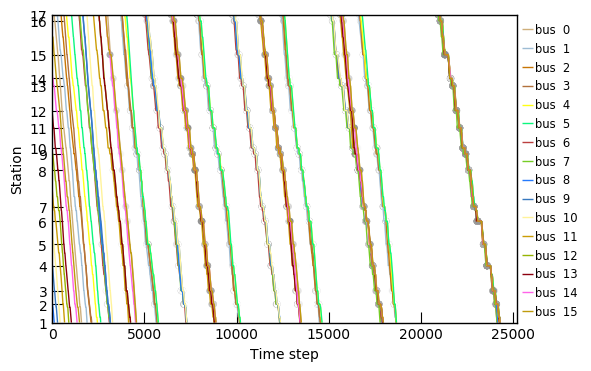 17
16
15
14
13
12
11
10
9
8
7
6
5
4
3
2
1
Station
0 5000 10000 15000 20000 25000
Time step
bus 0
bus 1
bus 2
bus 3
bus 4
bus 5
bus 6
bus 7
bus 8
bus 9
bus 10
bus 11
bus 12
bus 13
bus 14
bus 15